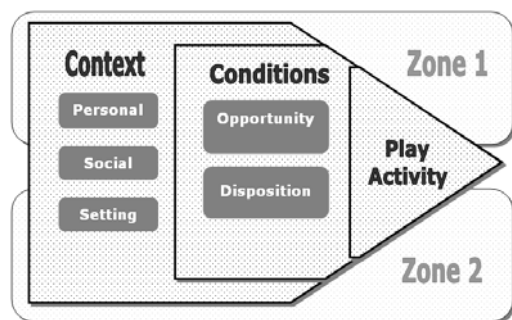 Context
Personal
Social
Setting
Conditions
Opportunity
Disposition
Play
Activity
Zone 1
Zone 2